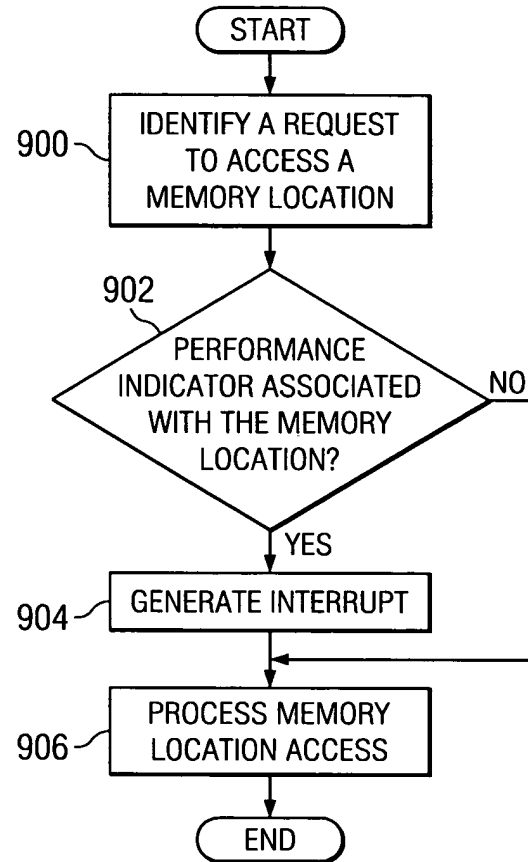 START
900
IDENTIFY A REQUEST
TO ACCESS A
MEMORY LOCATION
902
PERFORMANCE
INDICATOR ASSOCIATED
WITH THE MEMORY
LOCATION?
NO
YES
904
GENERATE INTERRUPT
906
PROCESS MEMORY
LOCATION ACCESS
END